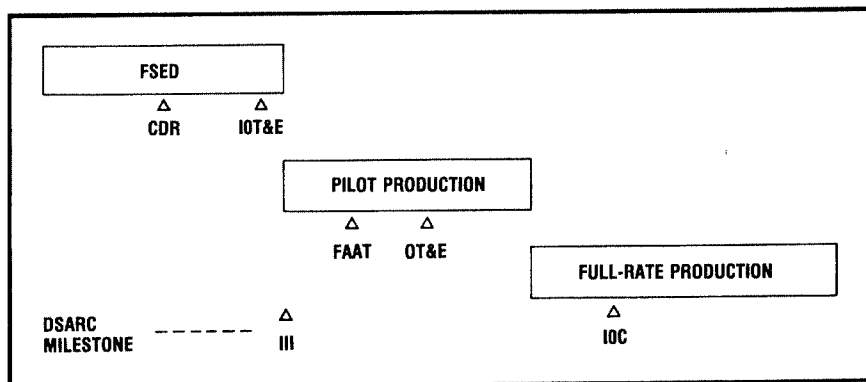 FSED
CDR IOT&E
PILOT PRODUCTION
FAAT OT&E
FULL-RATE PRODUCTION
DSARC
MILESTONE
III
IOC